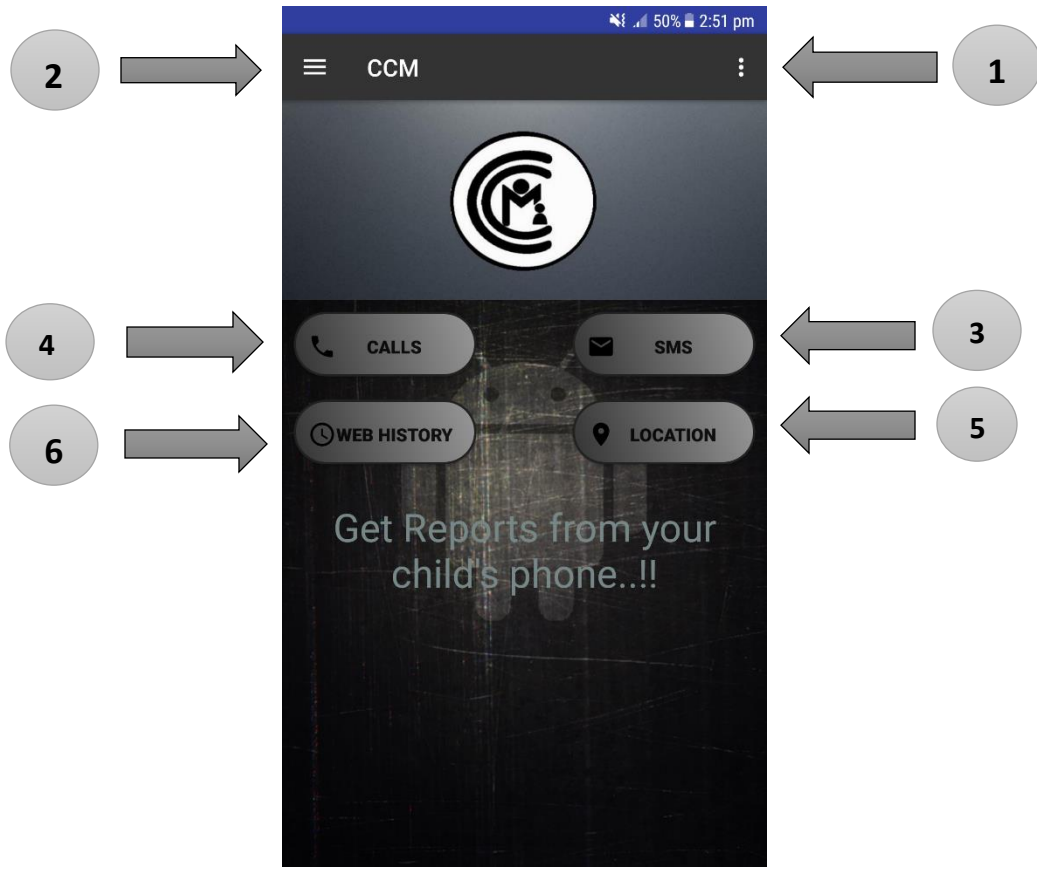 50% 2:51 pm
2
CCM
1
CCM
4
CALLS
SMS
3
6
WEB HISTORY
LOCATION
5
Get Reports from your
child's phone..!!